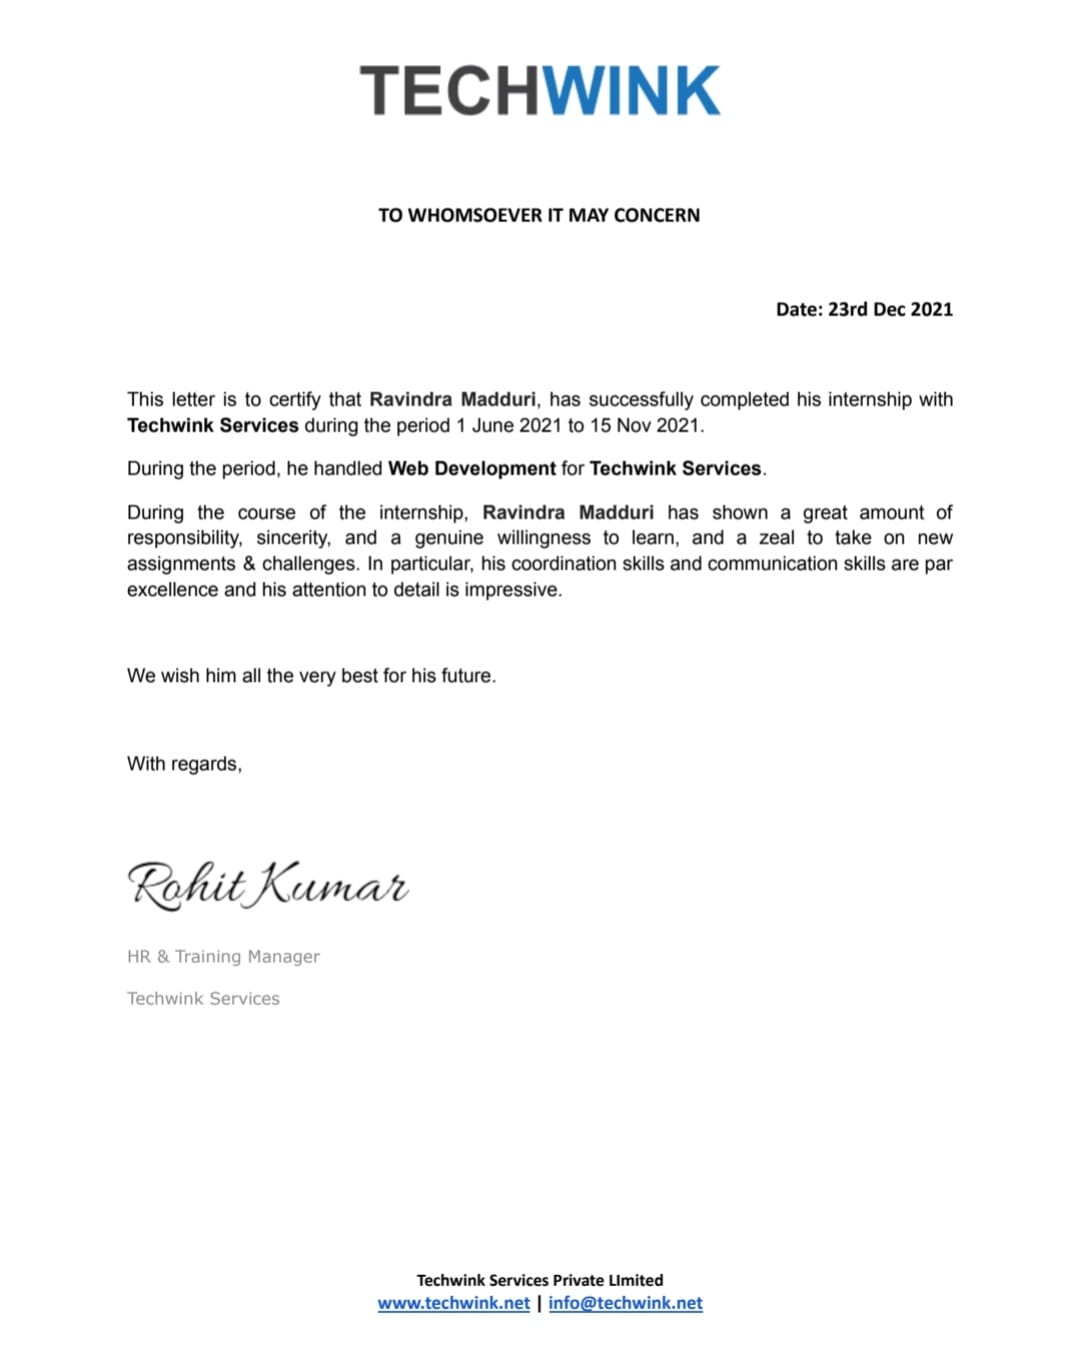 TECHWINK
TO WHOMSOEVER IT MAY CONCERN
Date: 23rd Dec 2021
This letter is to certify that Ravindra Madduri, has successfully completed his internship with
Techwink Services during the period 1 June 2021 to 15 Nov 2021.
During the period, he handled Web Development for Techwink Services.
During the course of the internship, Ravindra Madduri has shown a great amount of
responsibility, sincerity, and a genuine willingness to learn, and a zeal to take on new
assignments & challenges. In particular, his coordination skills and communication skills are par
excellence and his attention to detail is impressive.
We wish him all the very best for his future.
With regards,
Rohit Kumar
HR & Training Manager
Techwink Services
Techwink Services Private LImited
www.techwink.net | info@techwink.net